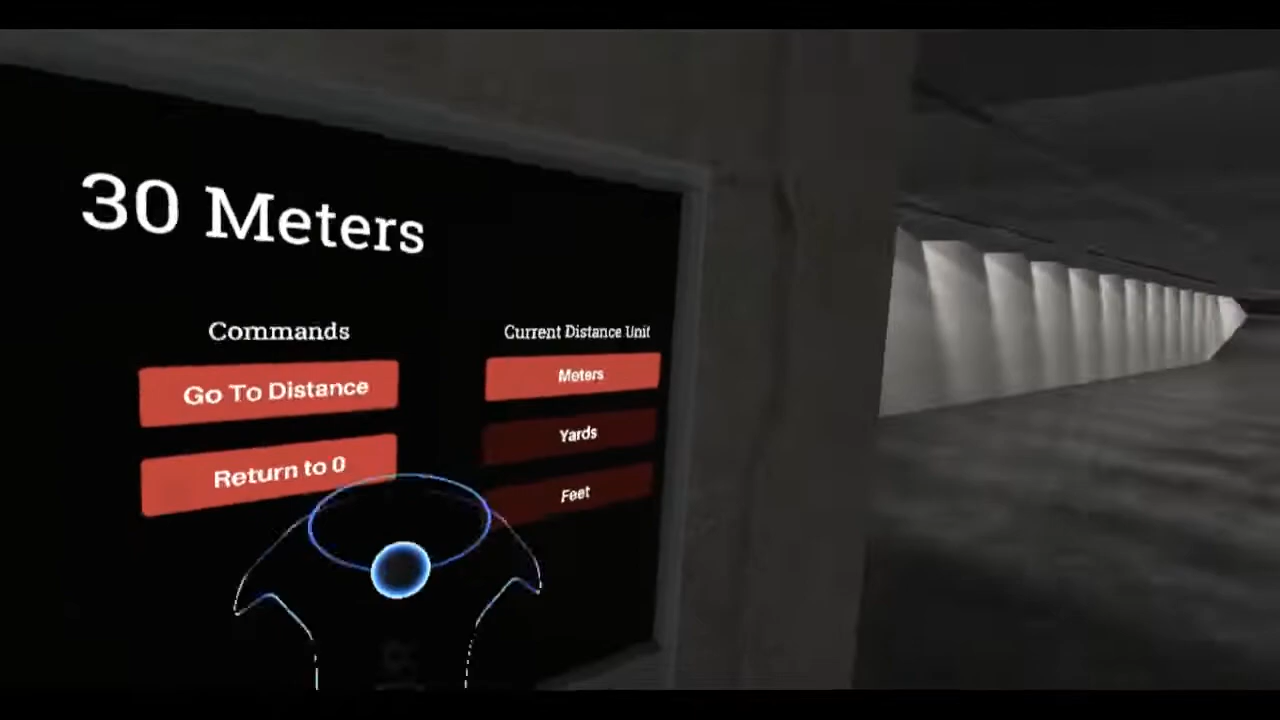 30 Meters
Commands
Go To Distance
Return to 0
Current Distance Unit
Meters
Yards
Feet